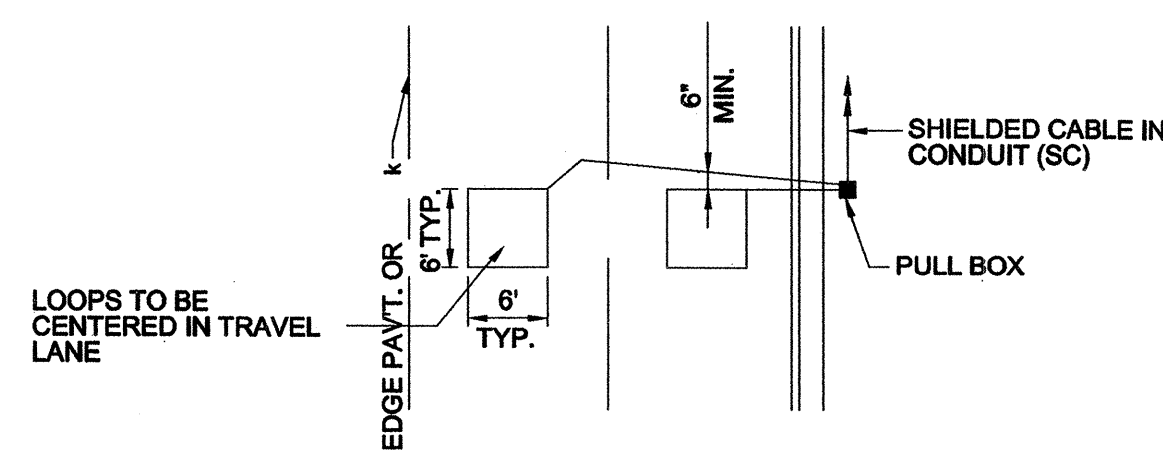 6"
MIN.
SHIELDED CABLE IN
CONDUIT (SC)
k
6' TYP.
EDGE PAV'T. OR
PULL BOX
LOOPS TO BE
CENTERED IN TRAVEL
LANE
6'
TYP.